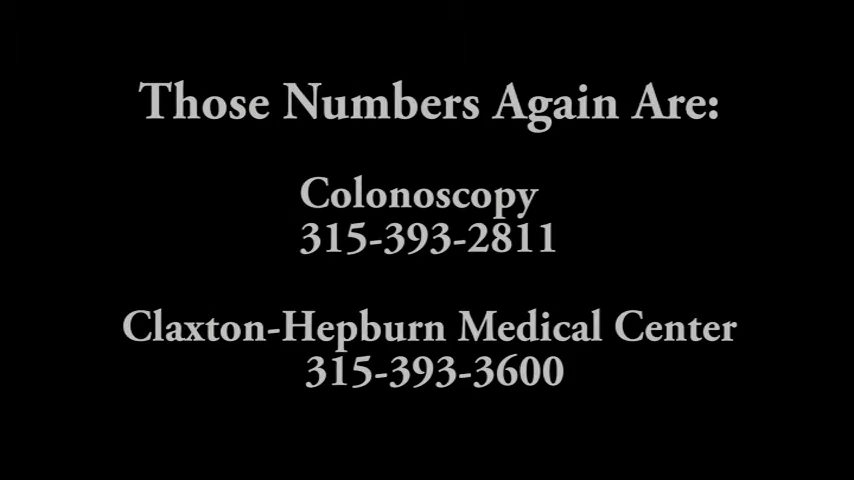 Those Numbers Again Are:
Colonoscopy
315-393-2811
Claxton-Hepburn Medical Center
315-393-3600